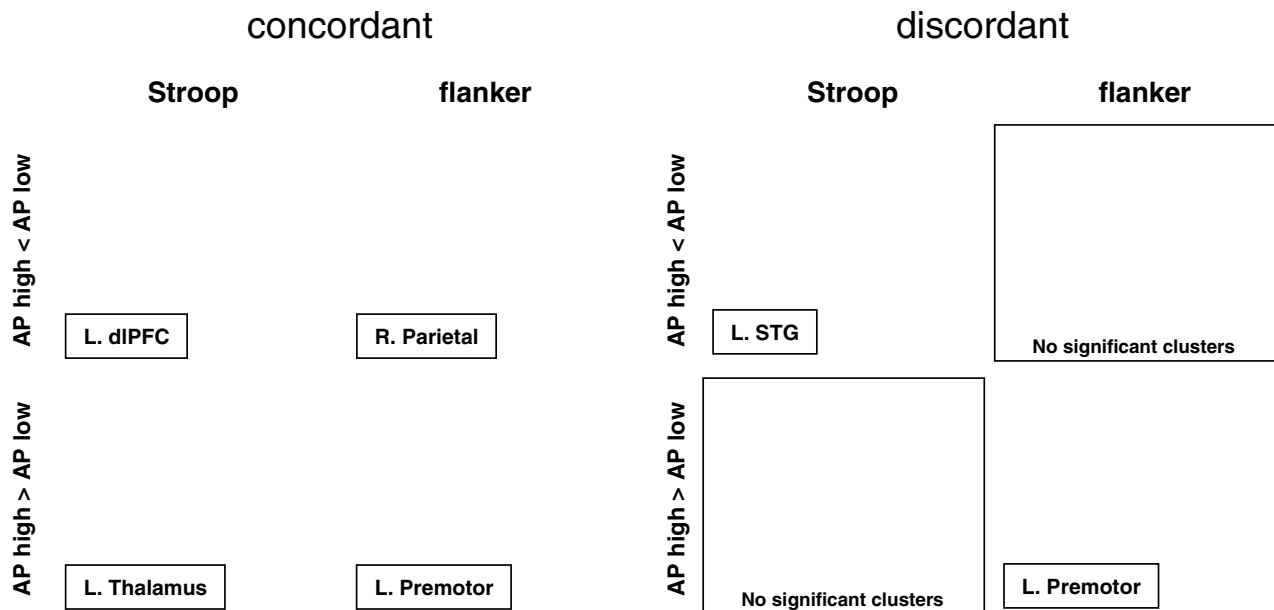 concordant
discordant
Stroop
flanker
Stroop
flanker
AP high < AP low
L. dlPFC
R. Parietal
AP high < AP low
L. STG
No significant clusters
AP high > AP low
L. Thalamus
L. Premotor
AP high > AP low
No significant clusters
L. Premotor